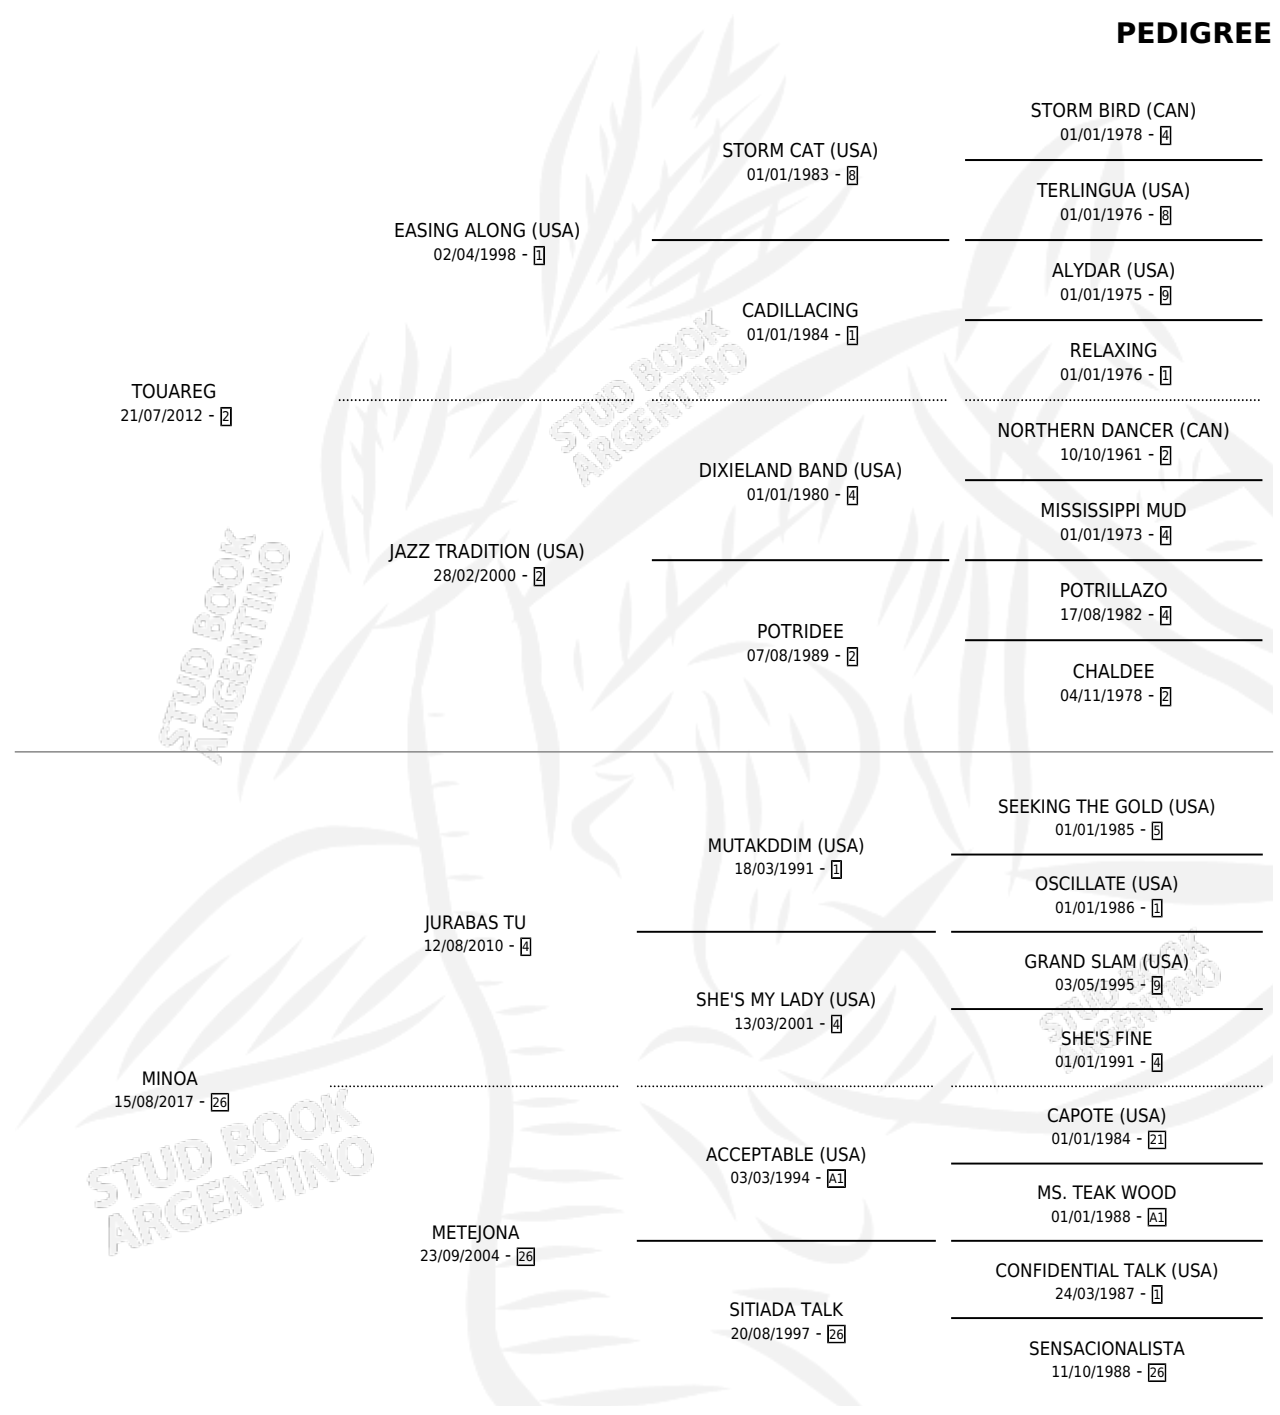 PEDIGREE
STORM BIRD (CAN)
01/01/1978 - 4
STORM CAT (USA)
01/01/1983 - 8
TERLINGUA (USA)
01/01/1976 - 8
EASING ALONG (USA)
02/04/1998 - 1
ALYDAR (USA)
01/01/1975 - 9
CADILLACING
01/01/1984 - 1
RELAXING
01/01/1976 - 1
TOUAREG
21/07/2012 - 2
NORTHERN DANCER (CAN)
10/10/1961 - 2
DIXIELAND BAND (USA)
01/01/1980 - 4
MISSISSIPPI MUD
01/01/1973 - 4
JAZZ TRADITION (USA)
28/02/2000 - 2
POTRILLAZO
17/08/1982 - 4
POTRIDEE
07/08/1989 - 2
CHALDEE
04/11/1978 - 2
STUD BOOK
ARGENTINO
STUD BOOK
ARGENTINO
SEEKING THE GOLD (USA)
01/01/1985 - 5
MUTAKDDIM (USA)
18/03/1991 - 1
OSCILLATE (USA)
01/01/1986 - 1
JURABAS TU
12/08/2010 - 4
GRAND SLAM (USA)
03/05/1995 - 9
SHE'S MY LADY (USA)
13/03/2001 - 4
SHE'S FINE
01/01/1991 - 4
MINOA
15/08/2017 - 26
CAPOTE (USA)
01/01/1984 - 21
ACCEPTABLE (USA)
03/03/1994 - A1
MS. TEAK WOOD
01/01/1988 - A1
METEJONA
23/09/2004 - 26
CONFIDENTIAL TALK (USA)
24/03/1987 - 1
SITIADA TALK
20/08/1997 - 26
SENSACIONALISTA
11/10/1988 - 26
STUD BOOK
ARGENTINO
STUD BOOK
ARGENTINO